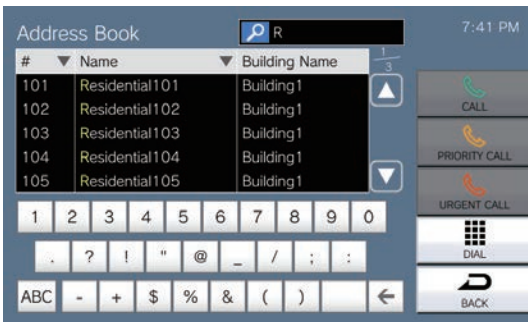 Address Book
R
7:41 PM
# Name Building Name
1
3
101 Residential101 Building1
102 Residential102 Building1
103 Residential103 Building1
104 Residential104 Building1
105 Residential105 Building1
CALL
PRIORITY CALL
URGENT CALL
DIAL
BACK
1 2 3 4 5 6 7 8 9 0
. ? ! " @ _ / ; :
ABC - + $ % & ( )